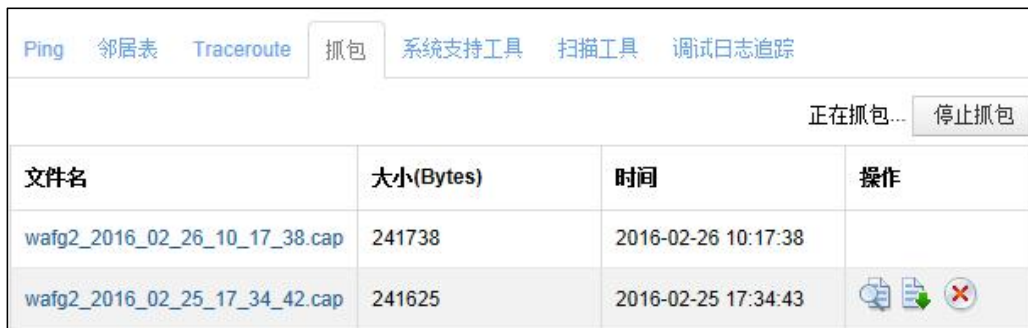 Ping 邻居表 Traceroute 抓包 系统支持工具 扫描工具 调试日志追踪
正在抓包... 停止抓包
文件名 大小(Bytes) 时间 操作
wafg2_2016_02_26_10_17_38.cap 241738 2016-02-26 10:17:38
wafg2_2016_02_25_17_34_42.cap 241625 2016-02-25 17:34:43